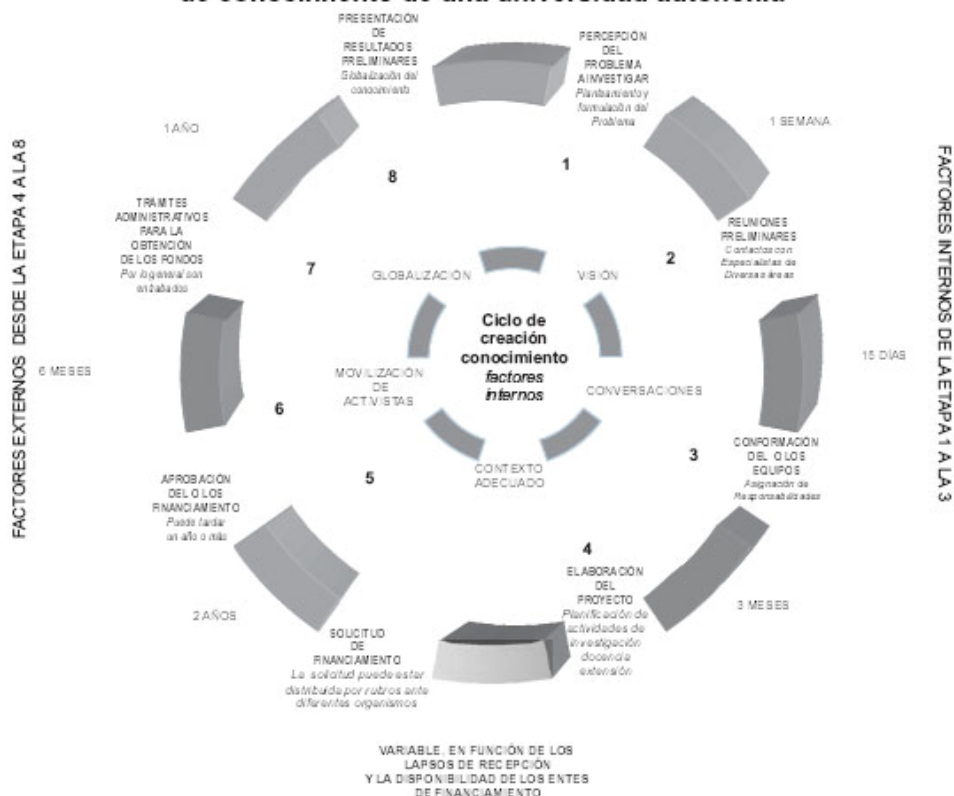 de conocimiento de una universidad autónoma
PRESENTACIÓN
DE
RESULTADOS
PRELIMINARES
Globalización del
conocimiento
PERCEPCIÓN
DEL
PROBLEMA
A INVESTIGAR
Planteamiento y
formulación del
Problema
1 SEMANA
1 AÑO
8
1
REUNIONES
PRELIMINARES
Contactos con
Especialistas de
Diversas áreas
2
TRÁMITES
ADMINISTRATIVOS
PARA LA
OBTENCIÓN
DE LOS FONDOS
Por lo general son
entrabados
7
GLOBALIZACIÓN
VISIÓN
Ciclo de
creación
conocimiento
factores
internos
MOVILIZACIÓN
DE
ACTIVISTAS
CONVERSACIONES
CONTEXTO
ADECUADO
6 MESES
15 DÍAS
6
3
CONFORMACIÓN
DEL O LOS
EQUIPOS
Asignación de
Responsabilidades
5
APROBACIÓN
DEL O LOS
FINANCIAMIENTO
Puede tardar
un año o más
4
ELABORACIÓN
DEL
PROYECTO
Planificación de
actividades de
investigación
docencia
extensión
3 MESES
2 AÑOS
SOLICITUD
DE
FINANCIAMIENTO
La solicitud puede estar
distribuída por rubros ante
diferentes organismos
VARIABLE, EN FUNCIÓN DE LOS
LAPSOS DE RECEPCIÓN
Y LA DISPONIBILIDAD DE LOS ENTES
DE FINANCIAMIENTO
FACTORES EXTERNOS DESDE LA ETAPA 4 A LA 8
FACTORES INTERNOS DE LA ETAPA 1 A LA 3